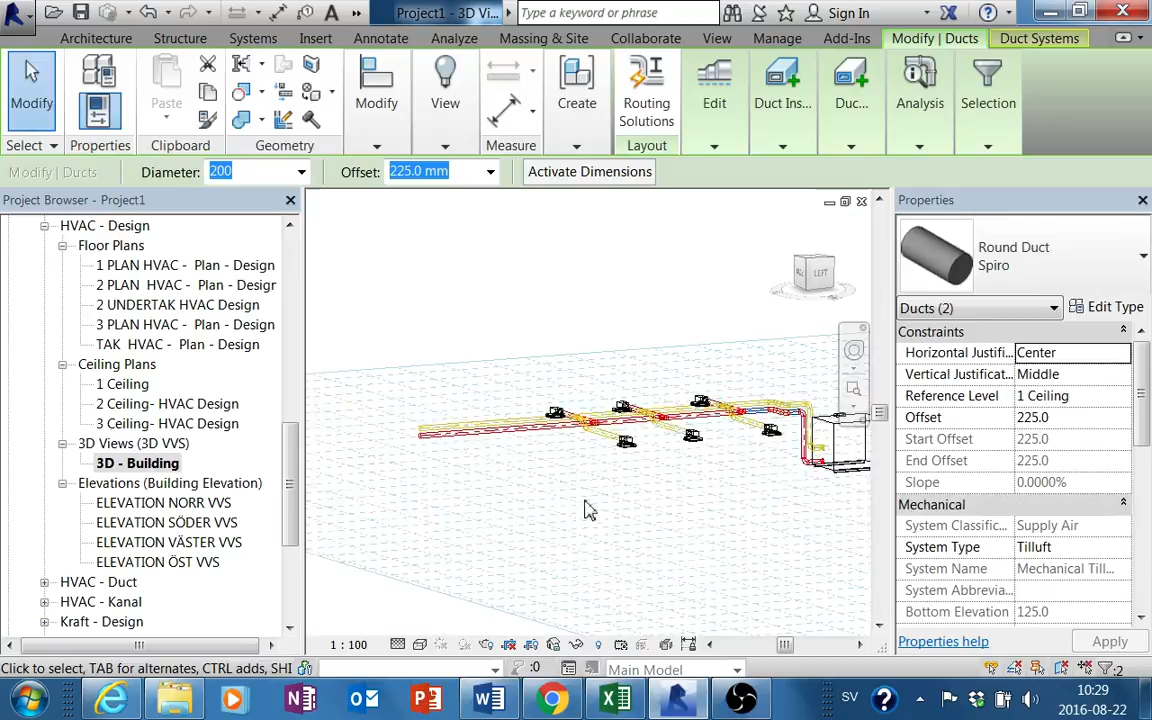 Project1 - 3D Vi...
Type a keyword or phrase
Sign In
Architecture Structure Systems Insert Annotate Analyze Massing & Site Collaborate View Manage Add-Ins Modify | Ducts Duct Systems
Modify Paste Modify View Create Routing Solutions Edit Duct Ins... Duc... Analysis Selection
Select Properties Clipboard Geometry Measure Layout
Modify | Ducts Diameter: 200 Offset: 225.0 mm Activate Dimensions
Project Browser - Project1
HVAC - Design
Floor Plans
1 PLAN HVAC - Plan - Design
2 PLAN HVAC - Plan - Design
2 UNDERTAK HVAC Design
3 PLAN HVAC - Plan - Design
TAK HVAC - Plan - Design
Ceiling Plans
1 Ceiling
2 Ceiling- HVAC Design
3 Ceiling- HVAC Design
3D Views (3D VVS)
3D - Building
Elevations (Building Elevation)
ELEVATION NORR VVS
ELEVATION SÖDER VVS
ELEVATION VÄSTER VVS
ELEVATION ÖST VVS
HVAC - Duct
HVAC - Kanal
Kraft - Design
LEFT
Properties
Round Duct
Spiro
Ducts (2) Edit Type
Constraints
Horizontal Justifi... Center
Vertical Justificat... Middle
Reference Level 1 Ceiling
Offset 225.0
Start Offset 225.0
End Offset 225.0
Slope 0.0000%
Mechanical
System Classific... Supply Air
System Type Tilluft
System Name Mechanical Till...
System Abbrevia...
Bottom Elevation 125.0
Properties help Apply
1 : 100
Click to select, TAB for alternates, CTRL adds, SHI
:0
Main Model
:2
SV
10:29
2016-08-22